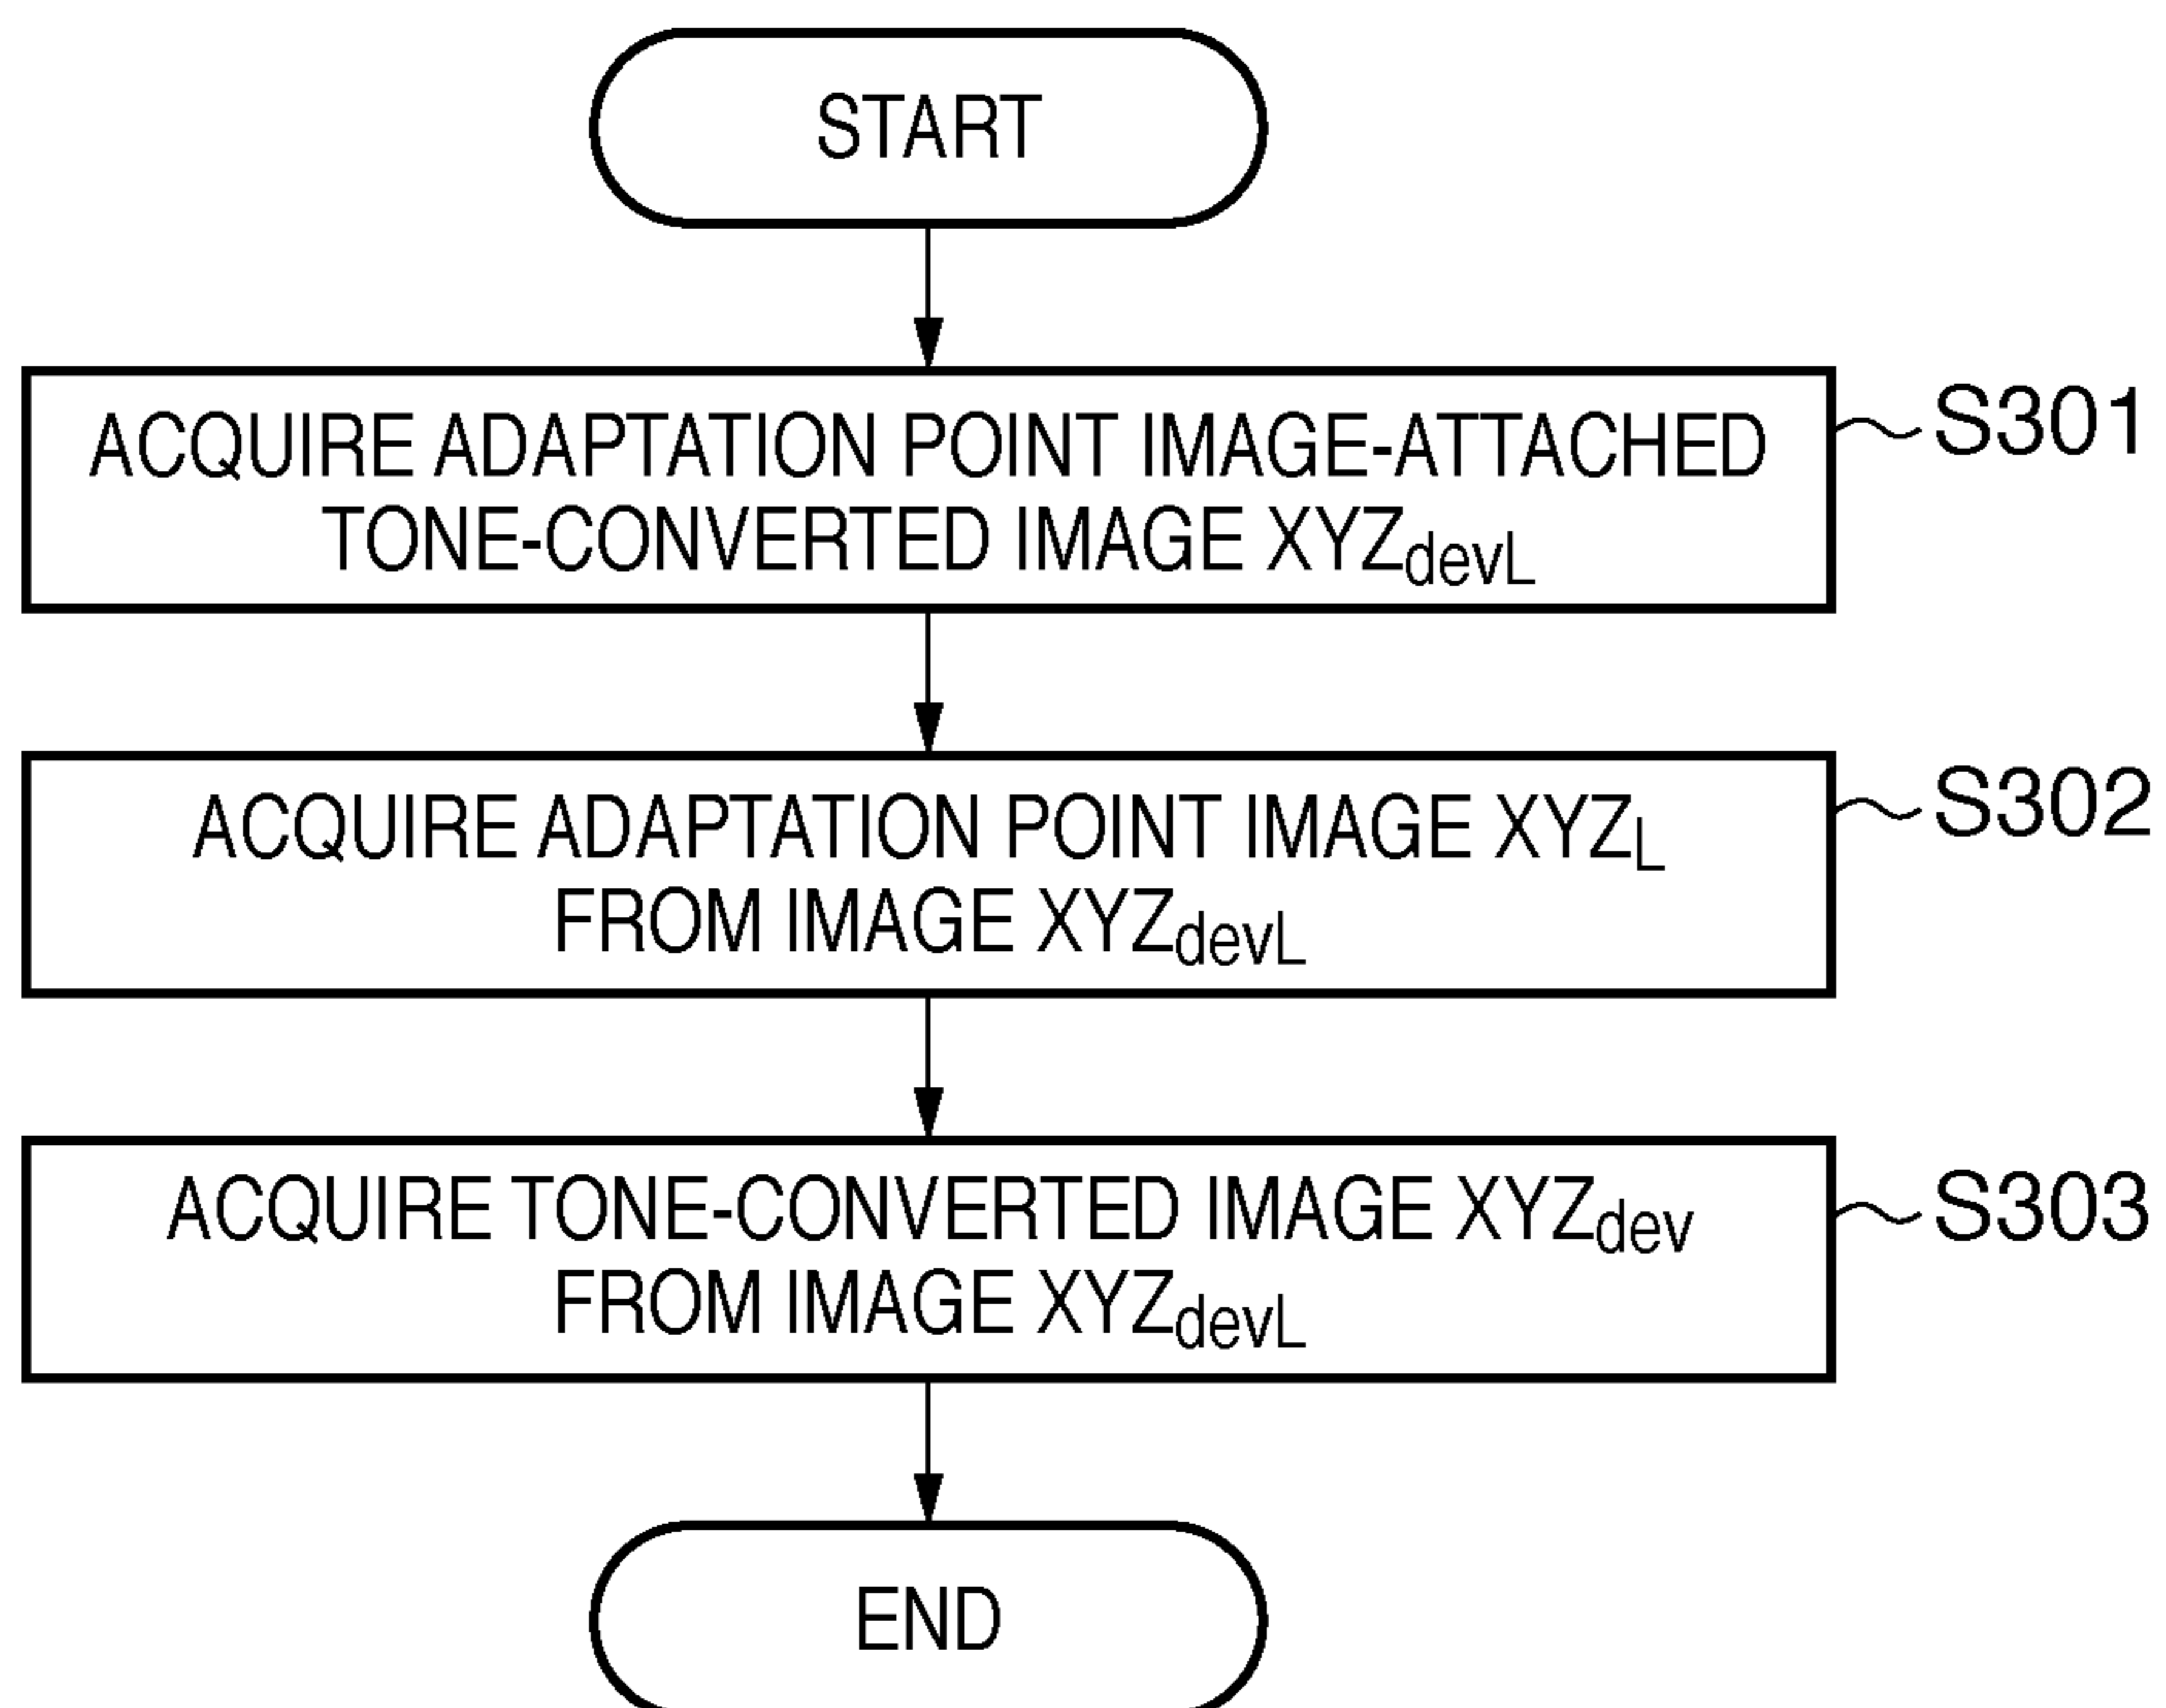 START
ACQUIRE ADAPTATION POINT IMAGE-ATTACHED
TONE-CONVERTED IMAGE XYZdevL
S301
ACQUIRE ADAPTATION POINT IMAGE XYZL
FROM IMAGE XYZdevL
S302
ACQUIRE TONE-CONVERTED IMAGE XYZdev
FROM IMAGE XYZdevL
S303
END